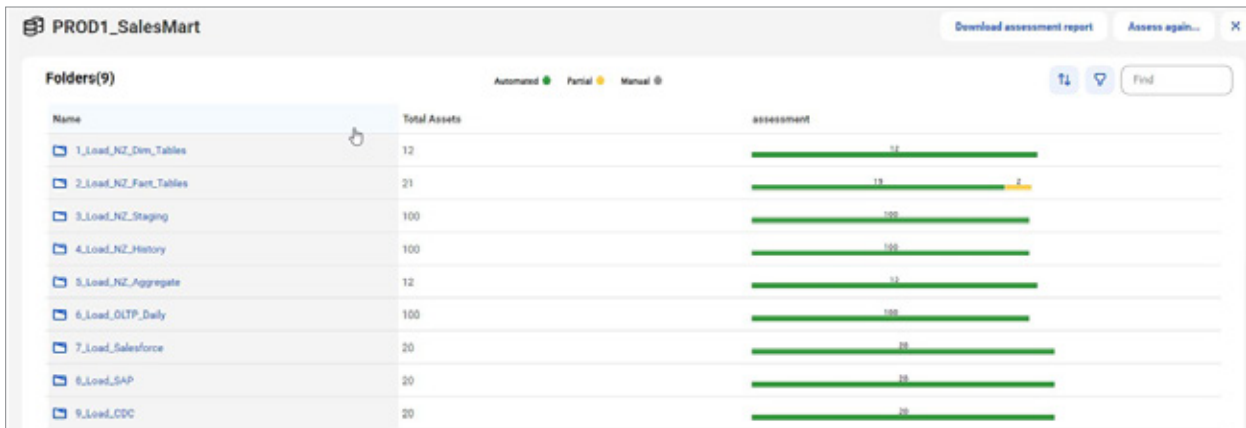 PROD1_SalesMart Download assessment report Assess again...
Folders(9) Automated Partial Manual Find
Name Total Assets assessment
1_Load_NZ_Dim_Tables 12 12
2_Load_NZ_Fact_Tables 21 19 2
3_Load_NZ_Staging 100 100
4_Load_NZ_History 100 100
5_Load_NZ_Aggregate 12 12
6_Load_OLTP_Daily 100 100
7_Load_Salesforce 20 20
8_Load_SAP 20 20
9_Load_CDC 20 20